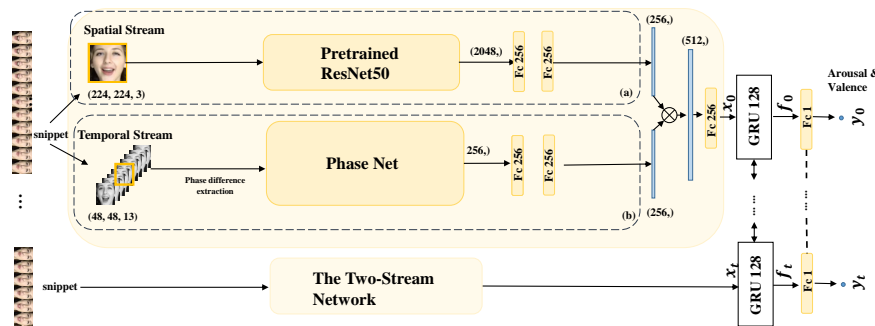 Spatial Stream
(224, 224, 3)
Pretrained
ResNet50
(2048,)
Fc 256
Fc 256
(a)
(256,)
(512,)
Fc 256
x0
GRU 128
f0
Fc 1
Arousal &
Valence
y0
snippet
Temporal Stream
(48, 48, 13)
Phase difference
extraction
Phase Net
256,)
Fc 256
Fc 256
(b)
(256,)
...
... ...
... ...
snippet
The Two-Stream
Network
xt
GRU 128
ft
Fc 1
yt